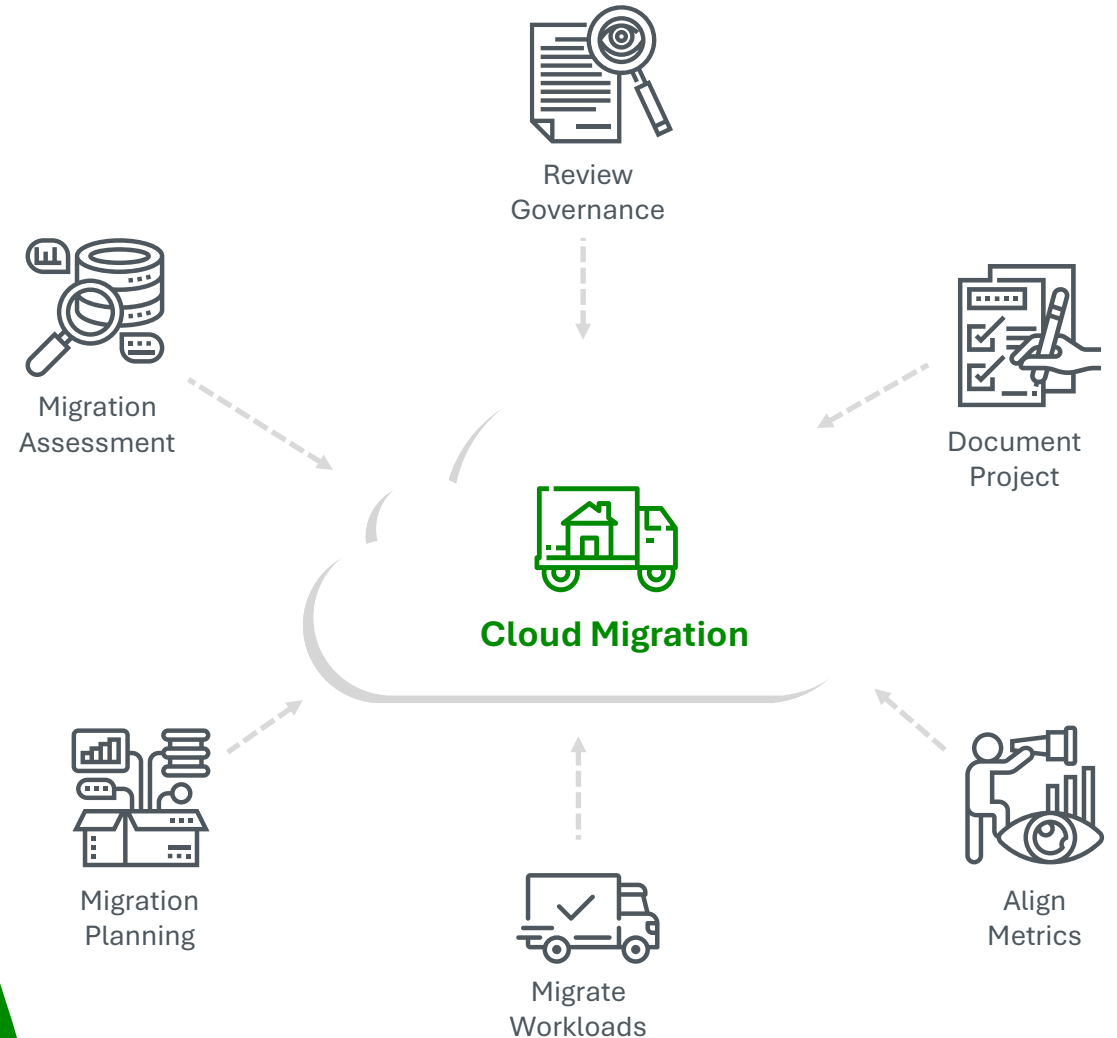 Review
Governance
Migration
Assessment
Document
Project
Cloud Migration
Migration
Planning
Align
Metrics
Migrate
Workloads